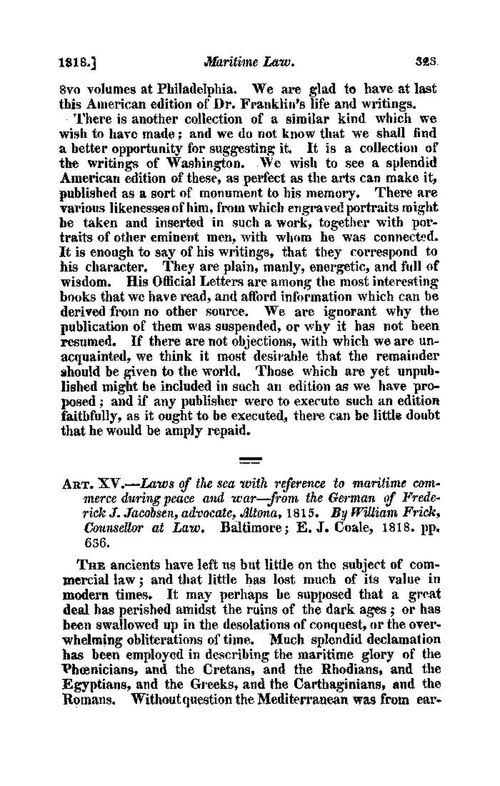 1818.] Maritime Law. 323
8vo volumes at Philadelphia. We are glad to have at last
this American edition of Dr. Franklin's life and writings.
There is another collection of a similar kind which we
wish to have made; and we do not know that we shall find
a better opportunity for suggesting it. It is a collection of
the writings of Washington. We wish to see a splendid
American edition of these, as perfect as the arts can make it,
published as a sort of monument to his memory. There are
various likenesses of him, from which engraved portraits might
be taken and inserted in such a work, together with por-
traits of other eminent men, with whom he was connected.
It is enough to say of his writings, that they correspond to
his character. They are plain, manly, energetic, and full of
wisdom. His Official Letters are among the most interesting
books that we have read, and afford information which can be
derived from no other source. We are ignorant why the
publication of them was suspended, or why it has not been
resumed. If there are not objections, with which we are un-
acquainted, we think it most desirable that the remainder
should be given to the world. Those which are yet unpub-
lished might be included in such an edition as we have pro-
posed; and if any publisher were to execute such an edition
faithfully, as it ought to be executed, there can be little doubt
that he would be amply repaid.
ART. XV.—Laws of the sea with reference to maritime com-
merce during peace and war—from the German of Frede-
rick J. Jacobsen, advocate, Altona, 1815. By William Frick,
Counsellor at Law. Baltimore; E. J. Coale, 1818. pp.
636.
THE ancients have left us but little on the subject of com-
mercial law; and that little has lost much of its value in
modern times. It may perhaps be supposed that a great
deal has perished amidst the ruins of the dark ages; or has
been swallowed up in the desolations of conquest, or the over-
whelming obliterations of time. Much splendid declamation
has been employed in describing the maritime glory of the
Phœnicians, and the Cretans, and the Rhodians, and the
Egyptians, and the Greeks, and the Carthaginians, and the
Romans. Without question the Mediterranean was from ear-